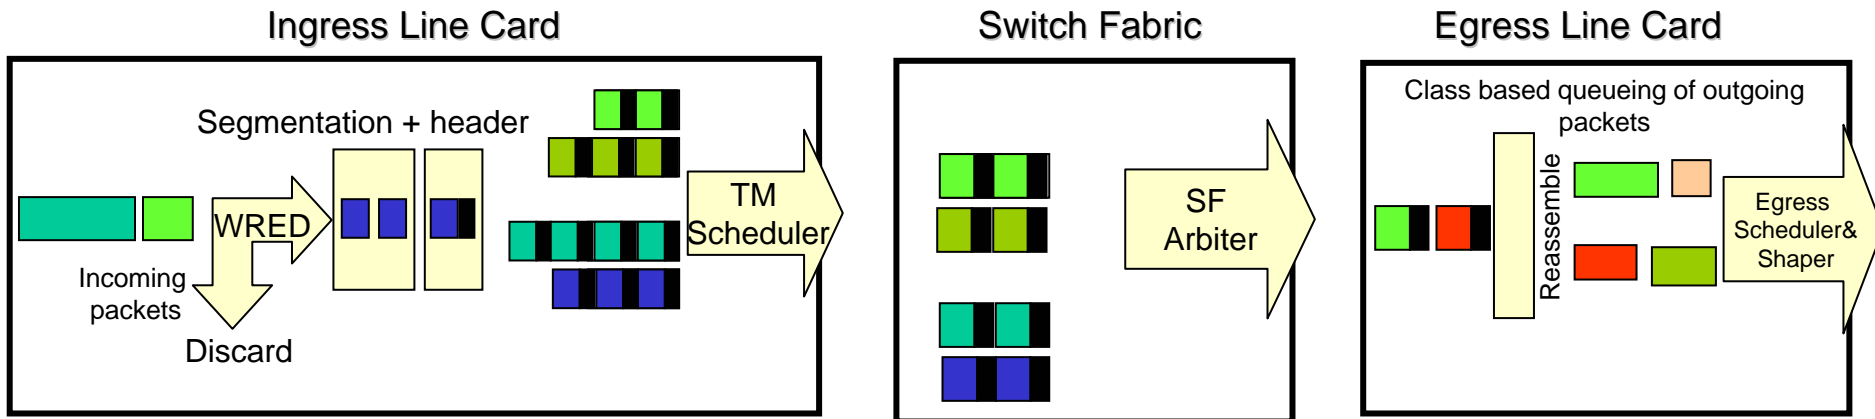 Ingress Line Card
Switch Fabric
Egress Line Card
Segmentation + header
WRED
Incoming
packets
Discard
TM
Scheduler
SF
Arbiter
Class based queueing of outgoing
packets
Reassemble
Egress
Scheduler&
Shaper